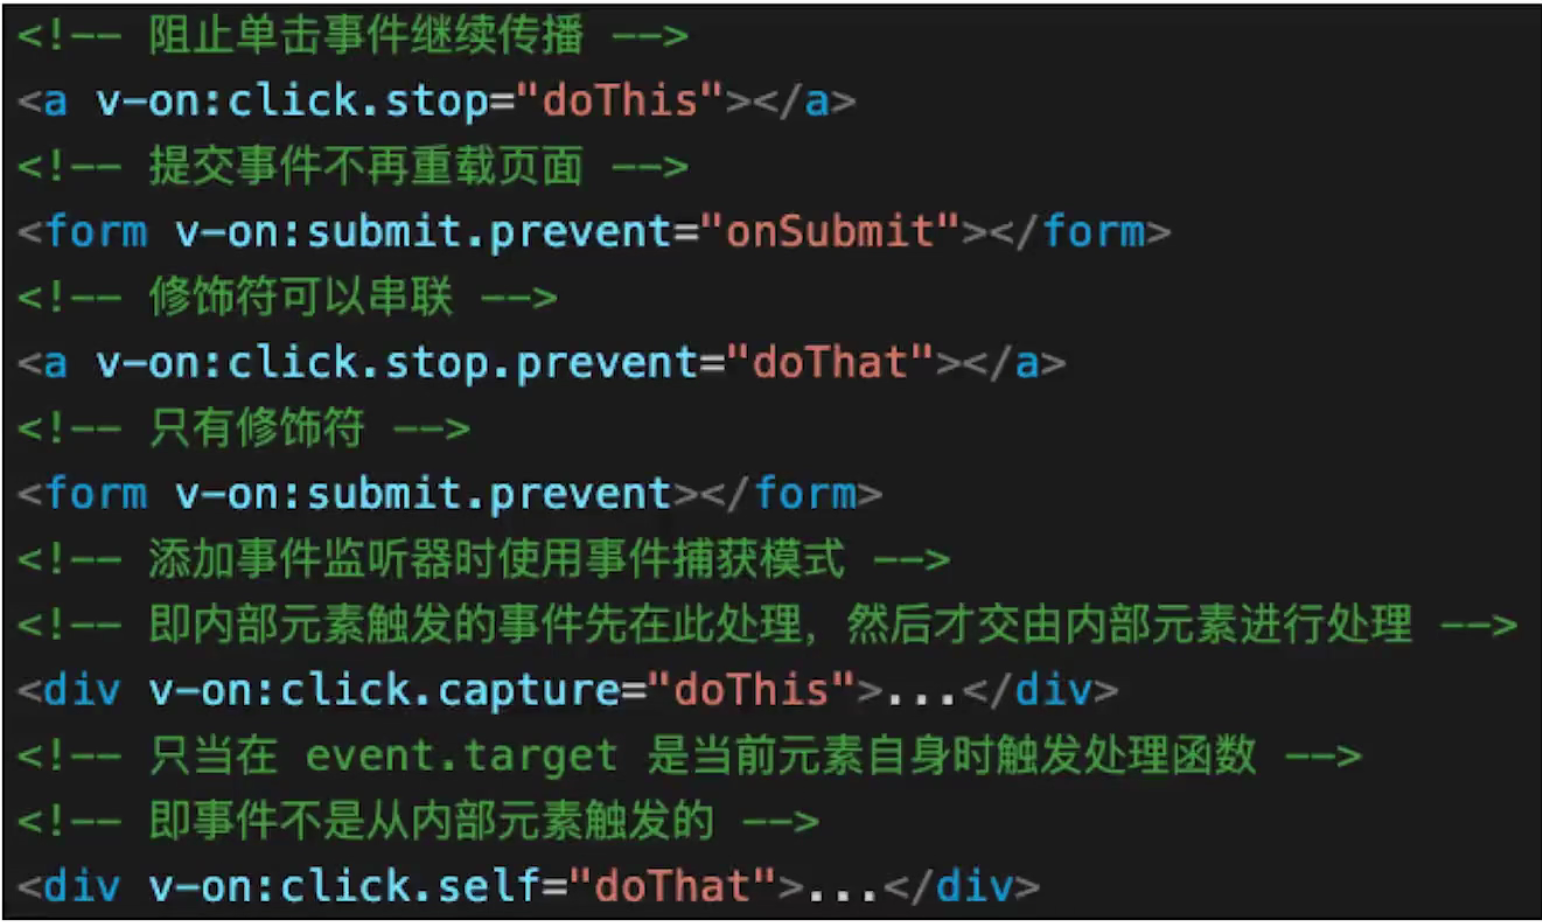 <!-- 阻止单击事件继续传播 -->
<a v-on:click.stop="doThis"></a>
<!-- 提交事件不再重载页面 -->
<form v-on:submit.prevent="onSubmit"></form>
<!-- 修饰符可以串联 -->
<a v-on:click.stop.prevent="doThat"></a>
<!-- 只有修饰符 -->
<form v-on:submit.prevent></form>
<!-- 添加事件监听器时使用事件捕获模式 -->
<!-- 即内部元素触发的事件先在此处理，然后才交由内部元素进行处理 -->
<div v-on:click.capture="doThis">...</div>
<!-- 只当在 event.target 是当前元素自身时触发处理函数 -->
<!-- 即事件不是从内部元素触发的 -->
<div v-on:click.self="doThat">...</div>